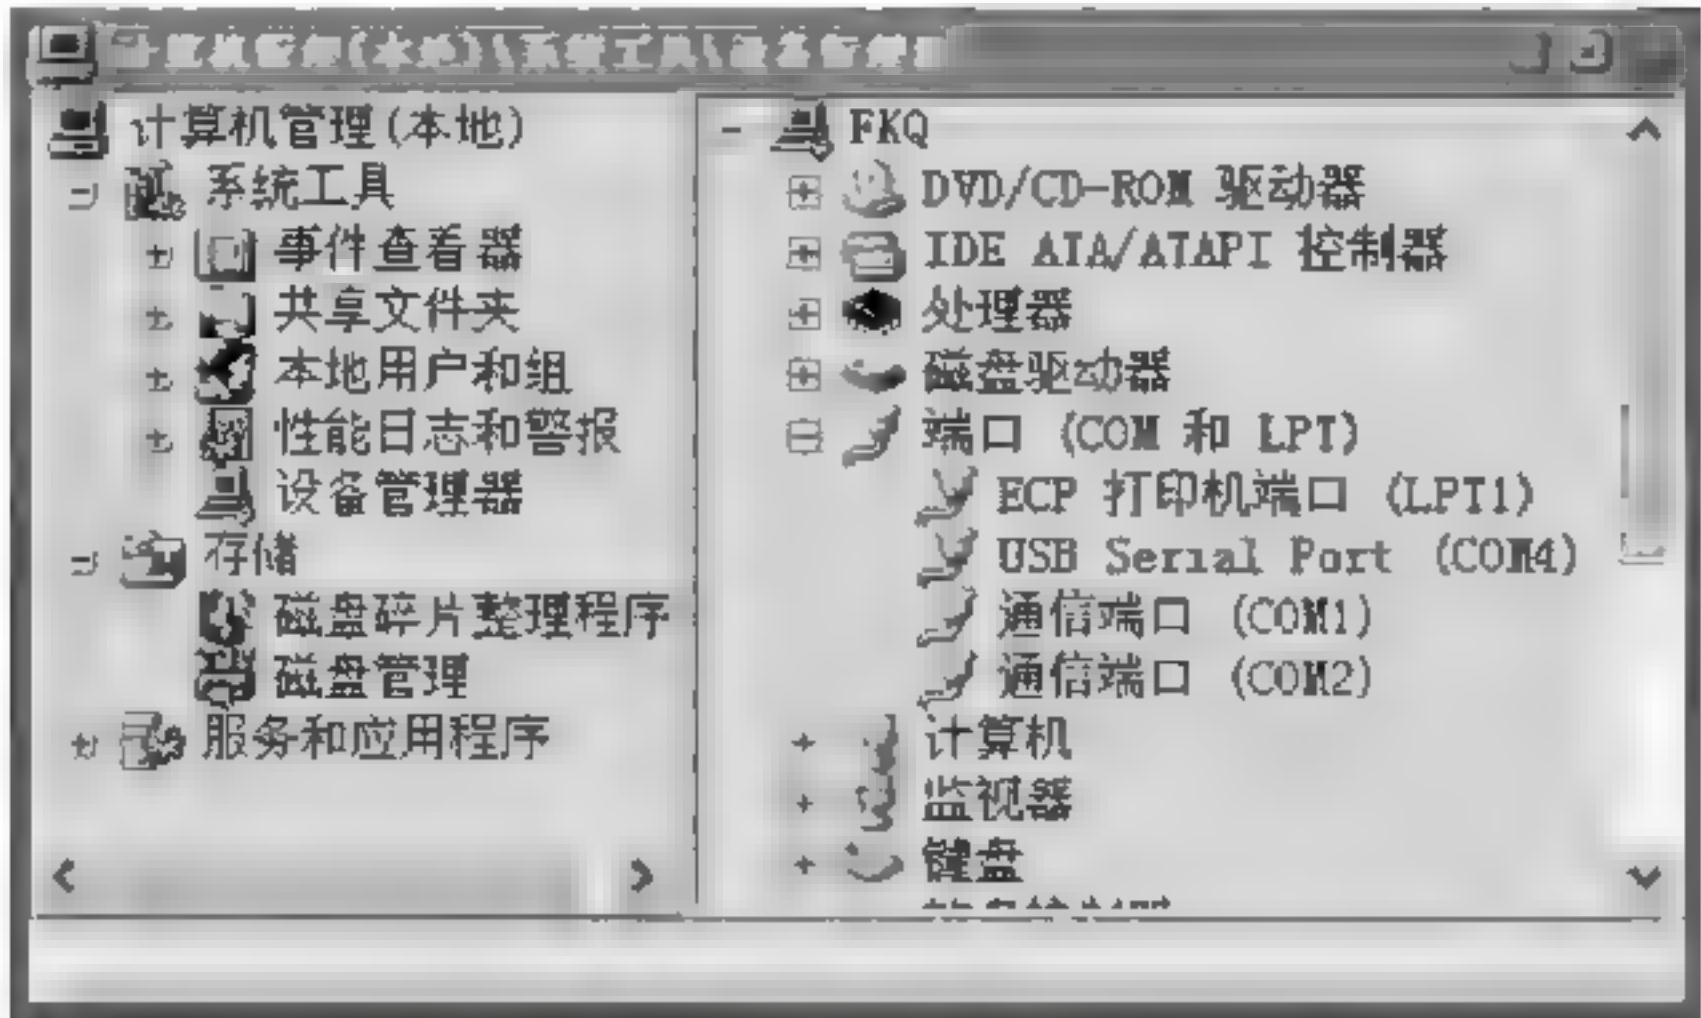 计算机管理(本地)
系统工具
事件查看器
共享文件夹
本地用户和组
性能日志和警报
设备管理器
存储
磁盘碎片整理程序
磁盘管理
服务和应用程序
FKQ
DVD/CD-ROM 驱动器
IDE ATA/ATAPI 控制器
处理器
磁盘驱动器
端口 (COM 和 LPT)
ECP 打印机端口 (LPT1)
USB Serial Port (COM4)
通信端口 (COM1)
通信端口 (COM2)
计算机
监视器
键盘